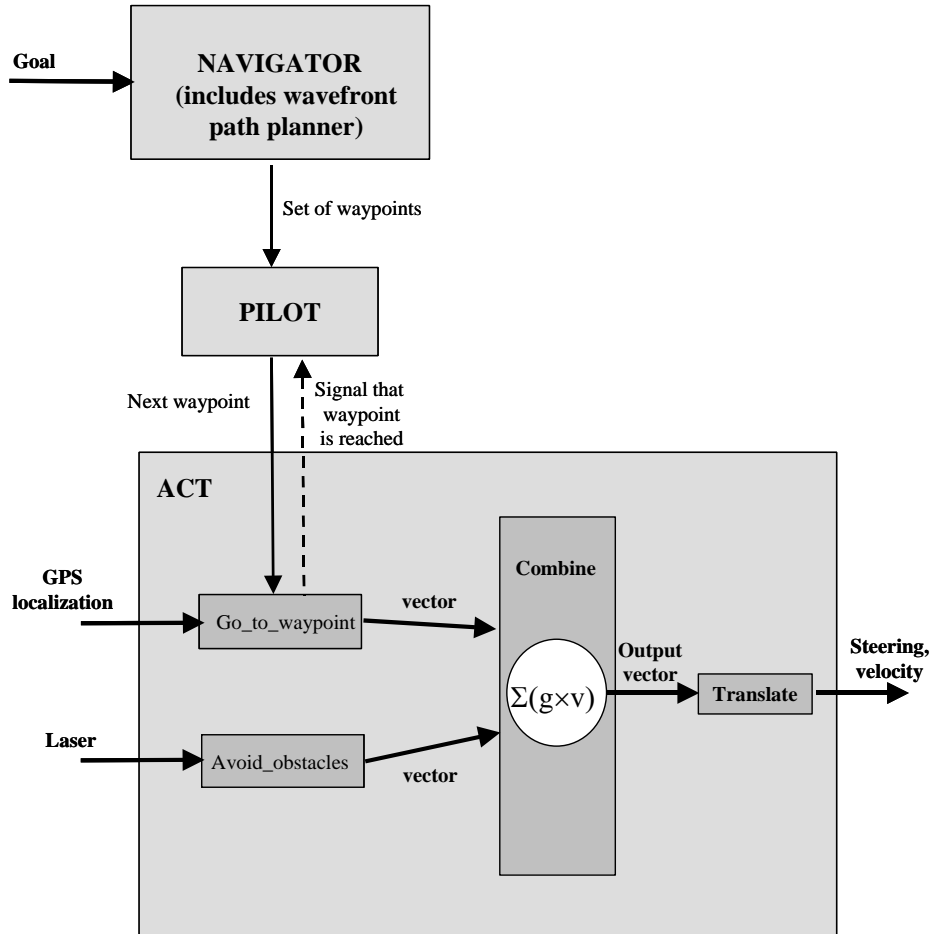 Goal
NAVIGATOR
(includes wavefront
path planner)
Set of waypoints
PILOT
Next waypoint
Signal that
waypoint
is reached
ACT
GPS
localization
Go_to_waypoint
vector
Combine
Σ(g×v)
Output
vector
Translate
Steering,
velocity
Laser
Avoid_obstacles
vector